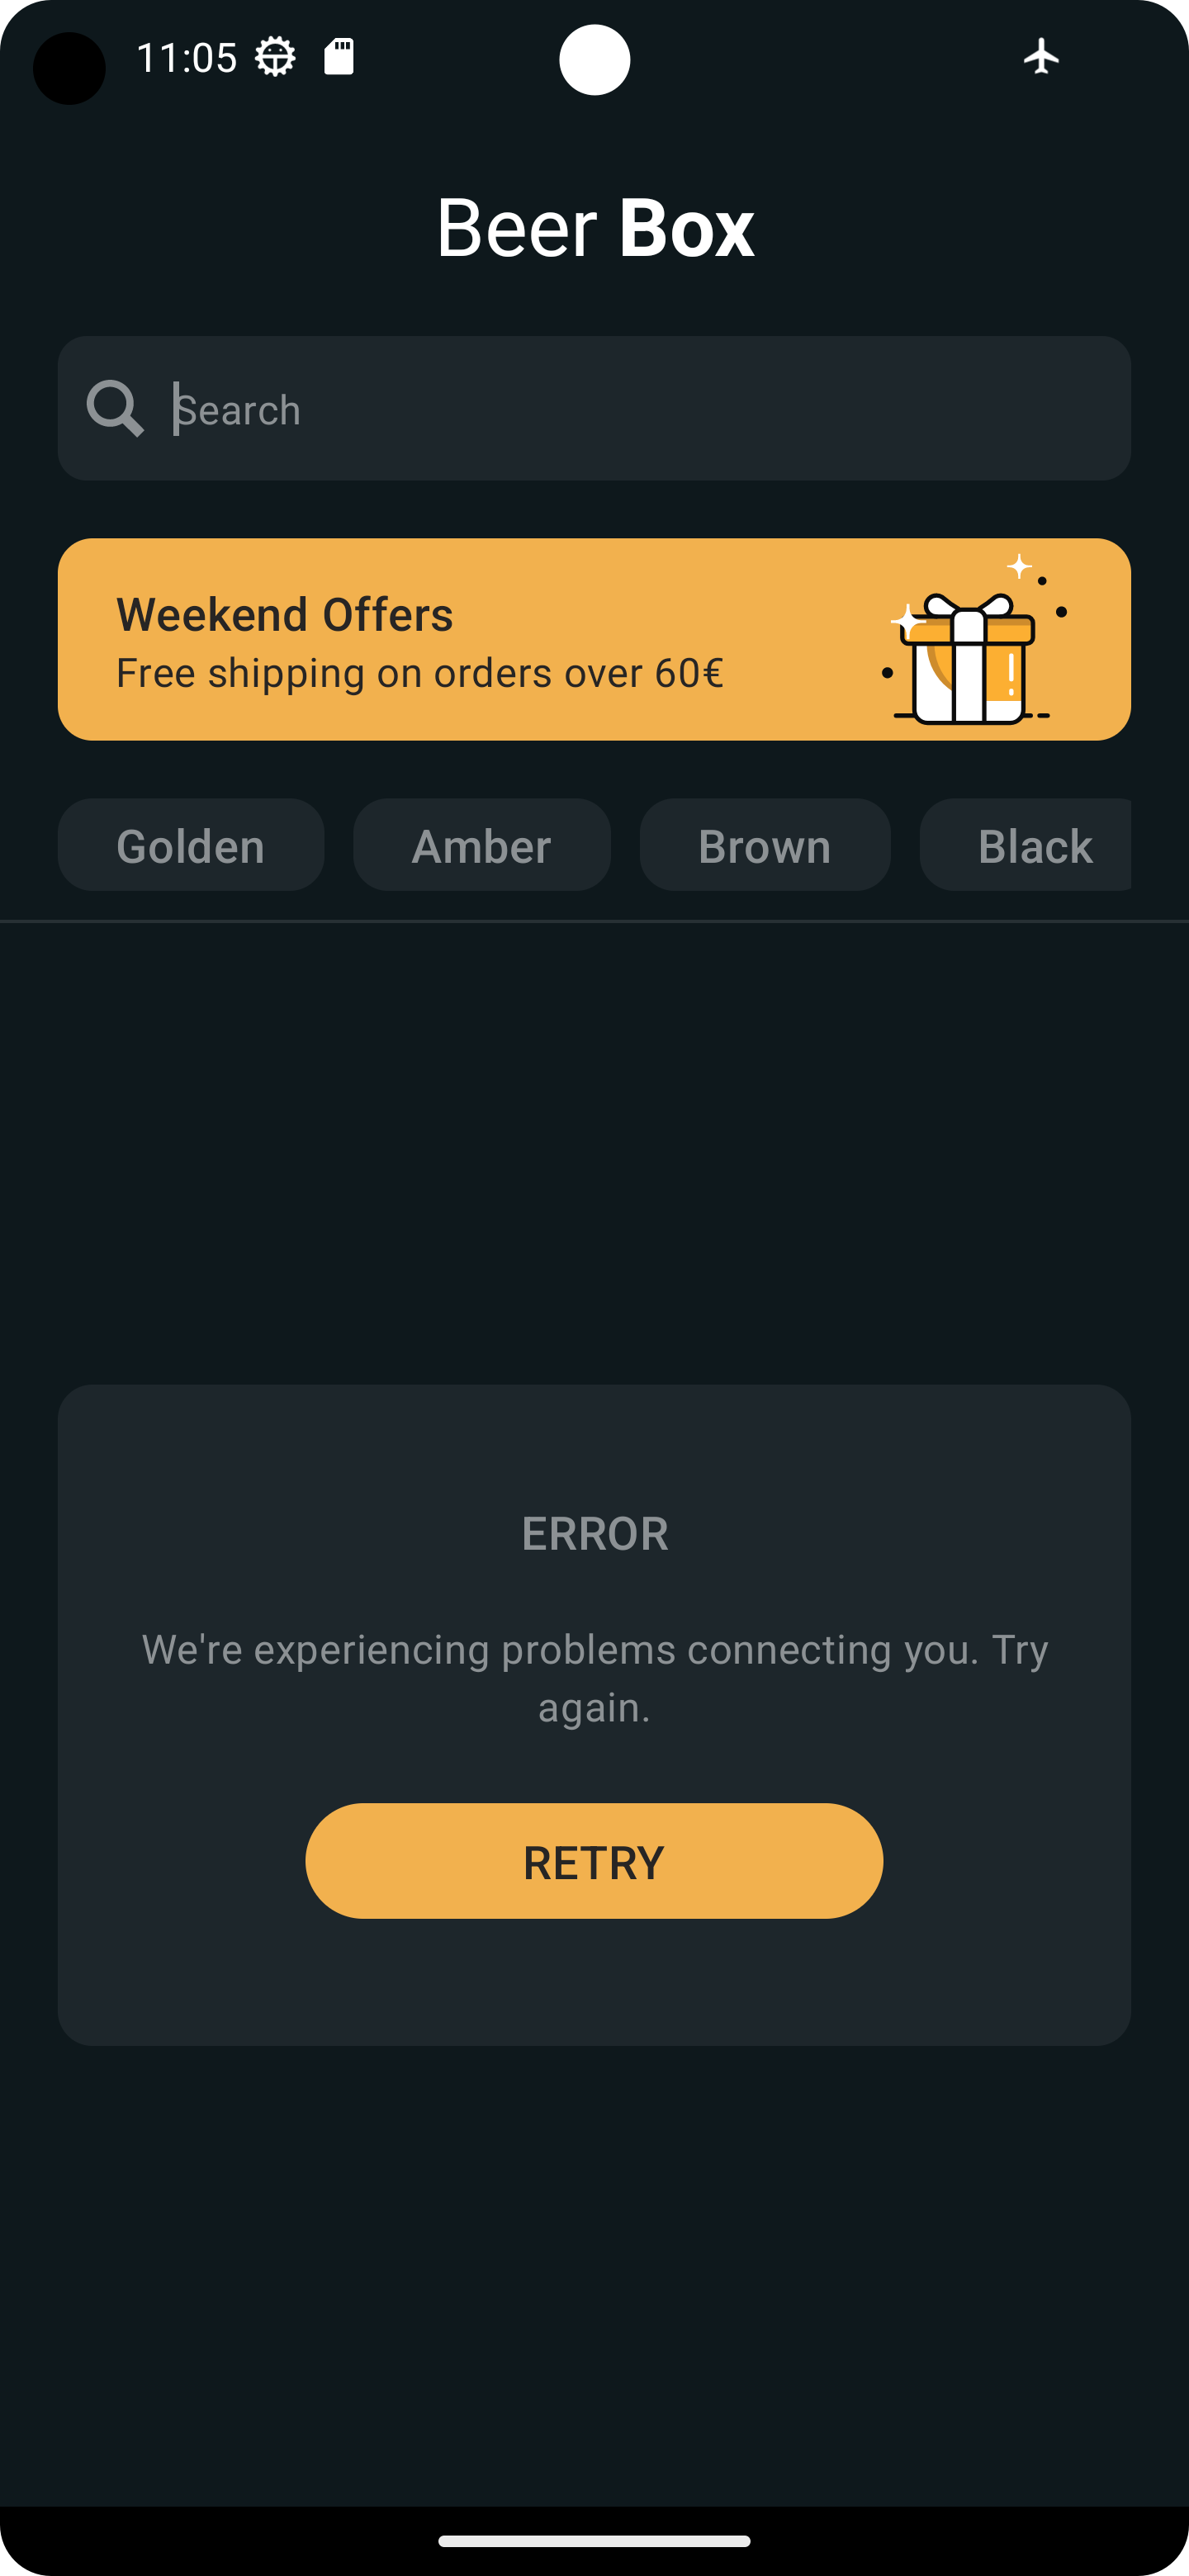 11:05
Beer Box
Search
Weekend Offers
Free shipping on orders over 60€
Golden
Amber
Brown
Black
ERROR
We're experiencing problems connecting you. Try
again.
RETRY